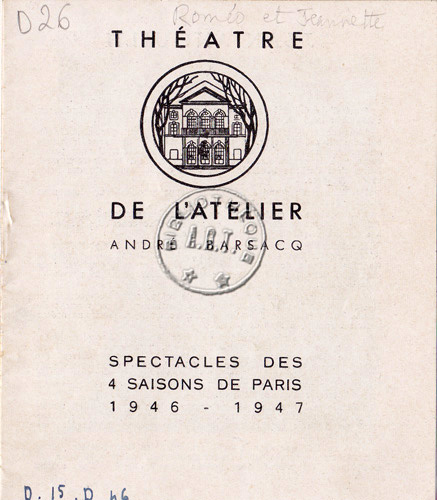 D26 Roméo et Jeannette
THÉATRE
DE L'ATELIER
ANDRÉ BARSACQ
A.R.T.
SPECTACLES DES
4 SAISONS DE PARIS
1946 - 1947
D. 15. D. 46